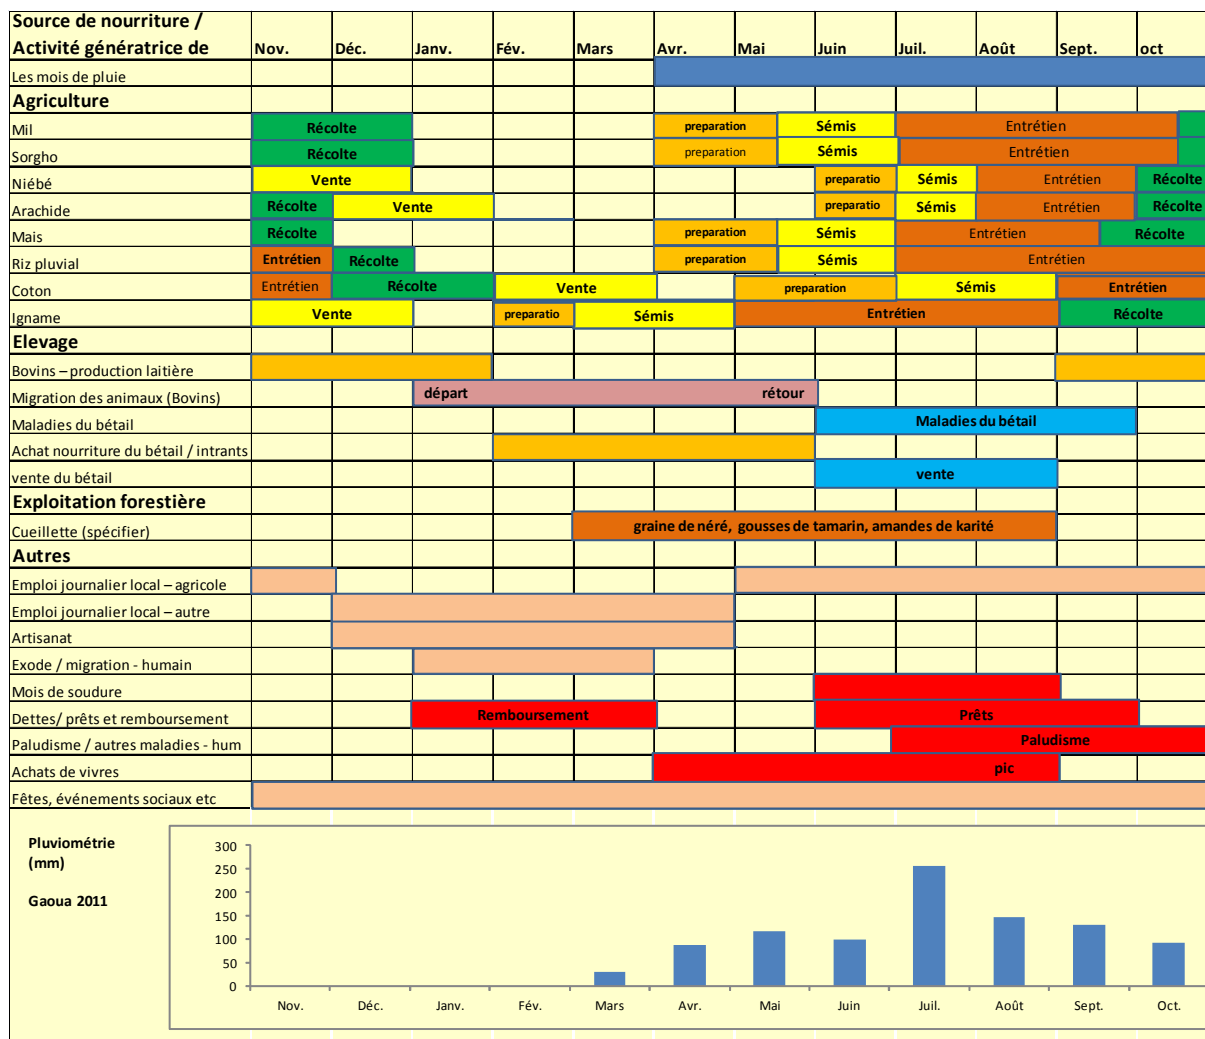 Source de nourriture /
Activité génératrice de Nov. Déc. Janv. Fév. Mars Avr. Mai Juin Juil. Août Sept. oct
Les mois de pluie
Agriculture
Mil Récolte preparation Sémis Entrétien
Sorgho Récolte preparation Sémis Entrétien
Niébé Vente preparatio Sémis Entrétien Récolte
Arachide Récolte Vente preparatio Sémis Entrétien Récolte
Mais Récolte preparation Sémis Entrétien Récolte
Riz pluvial Entrétien Récolte preparation Sémis Entrétien
Coton Entrétien Récolte Vente preparation Sémis Entrétien
Igname Vente preparatio Sémis Entrétien Récolte
Elevage
Bovins – production laitière
Migration des animaux (Bovins) départ rétour
Maladies du bétail Maladies du bétail
Achat nourriture du bétail / intrants
vente du bétail vente
Exploitation forestière
Cueillette (spécifier) graine de néré, gousses de tamarin, amandes de karité
Autres
Emploi journalier local – agricole
Emploi journalier local – autre
Artisanat
Exode / migration - humain
Mois de soudure
Dettes/ prêts et remboursement Remboursement Prêts
Paludisme / autres maladies - hum Paludisme
Achats de vivres pic
Fêtes, événements sociaux etc
Pluviométrie
(mm)
Gaoua 2011
300
250
200
150
100
50
0
Nov. Déc. Janv. Fév. Mars Avr. Mai Juin Juil. Août Sept. Oct.